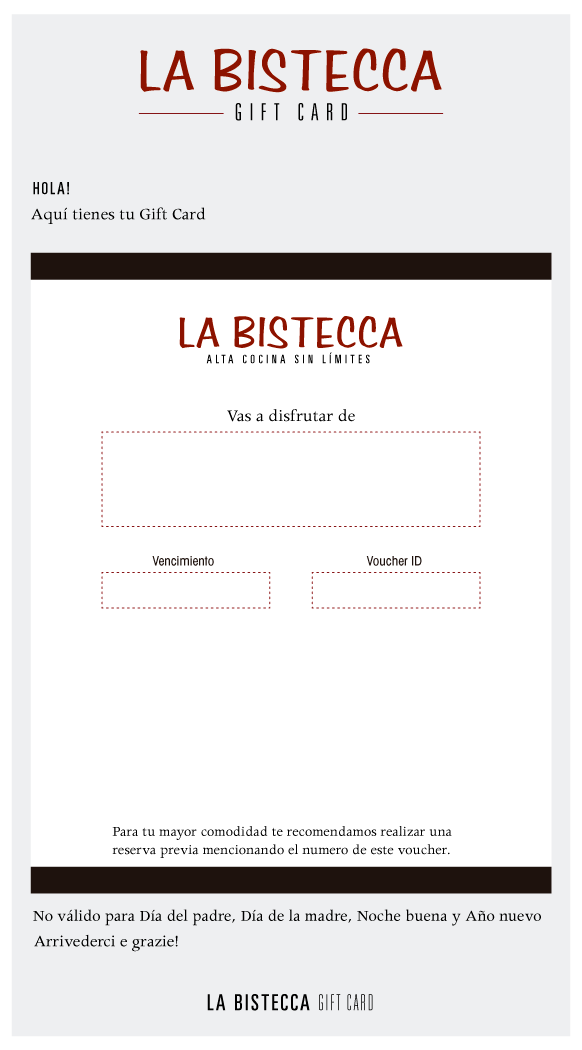 LA BISTECCA
GIFT CARD
HOLA!
Aquí tienes tu Gift Card
LA BISTECCA
ALTA COCINA SIN LÍMITES
Vas a disfrutar de
Vencimiento
Voucher ID
Para tu mayor comodidad te recomendamos realizar una
reserva previa mencionando el numero de este voucher.
No válido para Día del padre, Día de la madre, Noche buena y Año nuevo
Arrivederci e grazie!
LA BISTECCA GIFT CARD